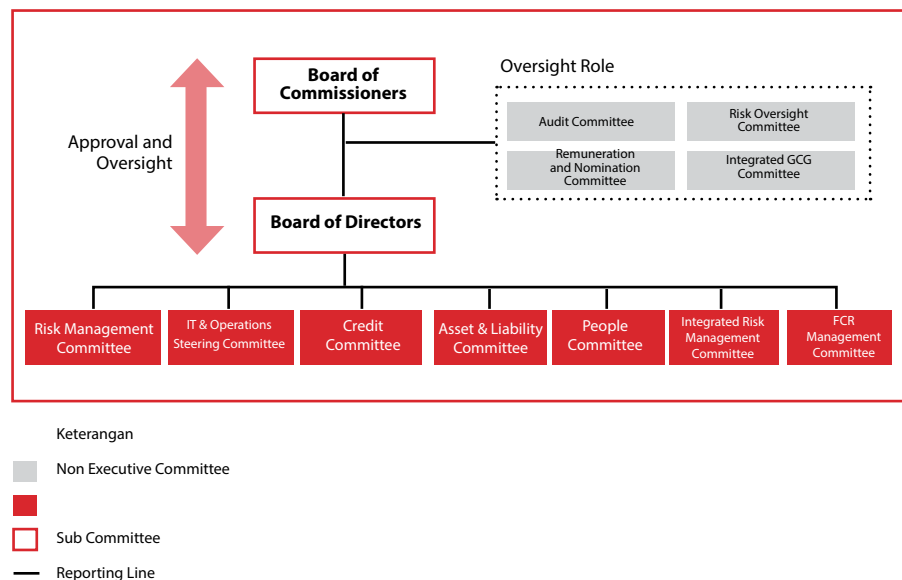 Board of
Commissioners
Approval and
Oversight
Oversight Role
Audit Committee
Risk Oversight
Committee
Remuneration
and Nomination
Committee
Integrated GCG
Committee
Board of Directors
Risk Management
Committee
IT & Operations
Steering Committee
Credit
Committee
Asset & Liability
Committee
People
Committee
Integrated Risk
Management
Committee
FCR
Management
Committee
Keterangan
Non Executive Committee
Sub Committee
Reporting Line